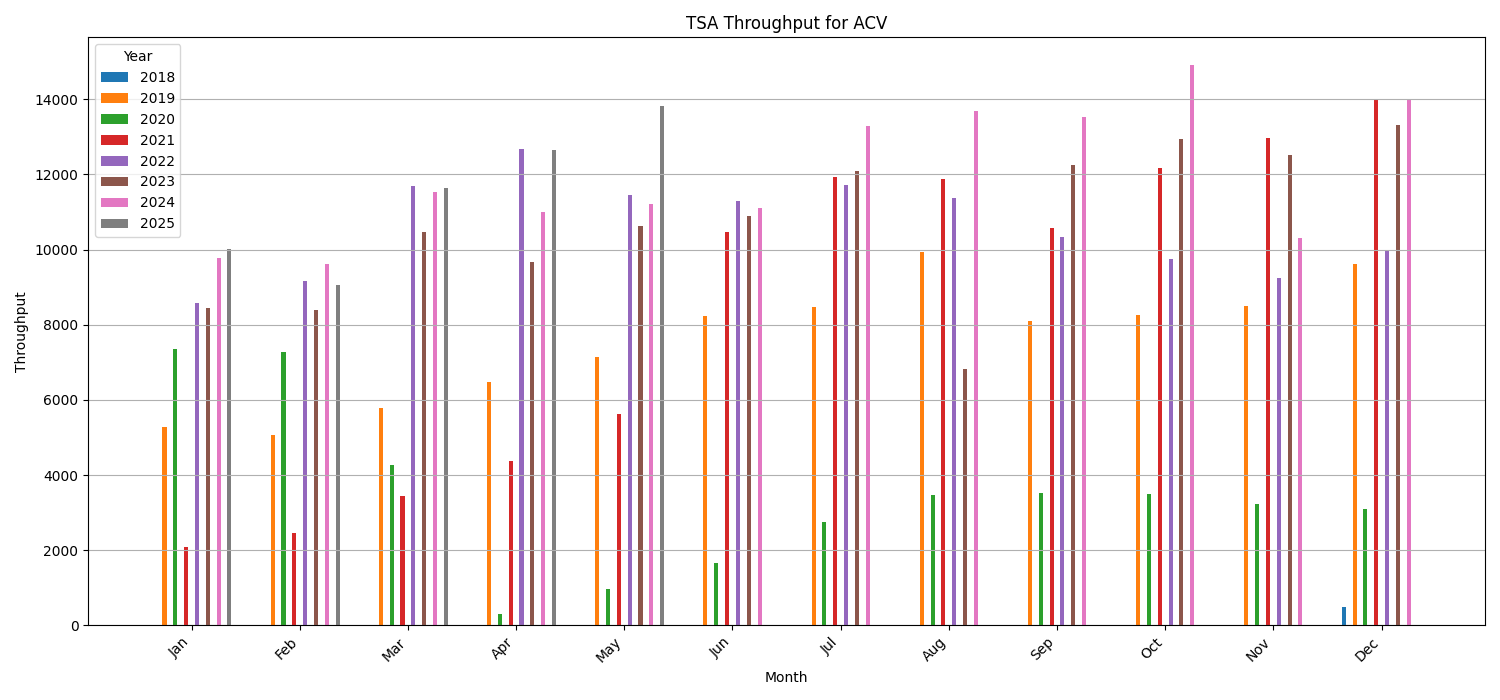 TSA Throughput for ACV
Year
2018
2019
2020
2021
2022
2023
2024
2025
Throughput
14000
12000
10000
8000
6000
4000
2000
0
Jan
Feb
Mar
Apr
May
Jun
Jul
Aug
Sep
Oct
Nov
Dec
Month